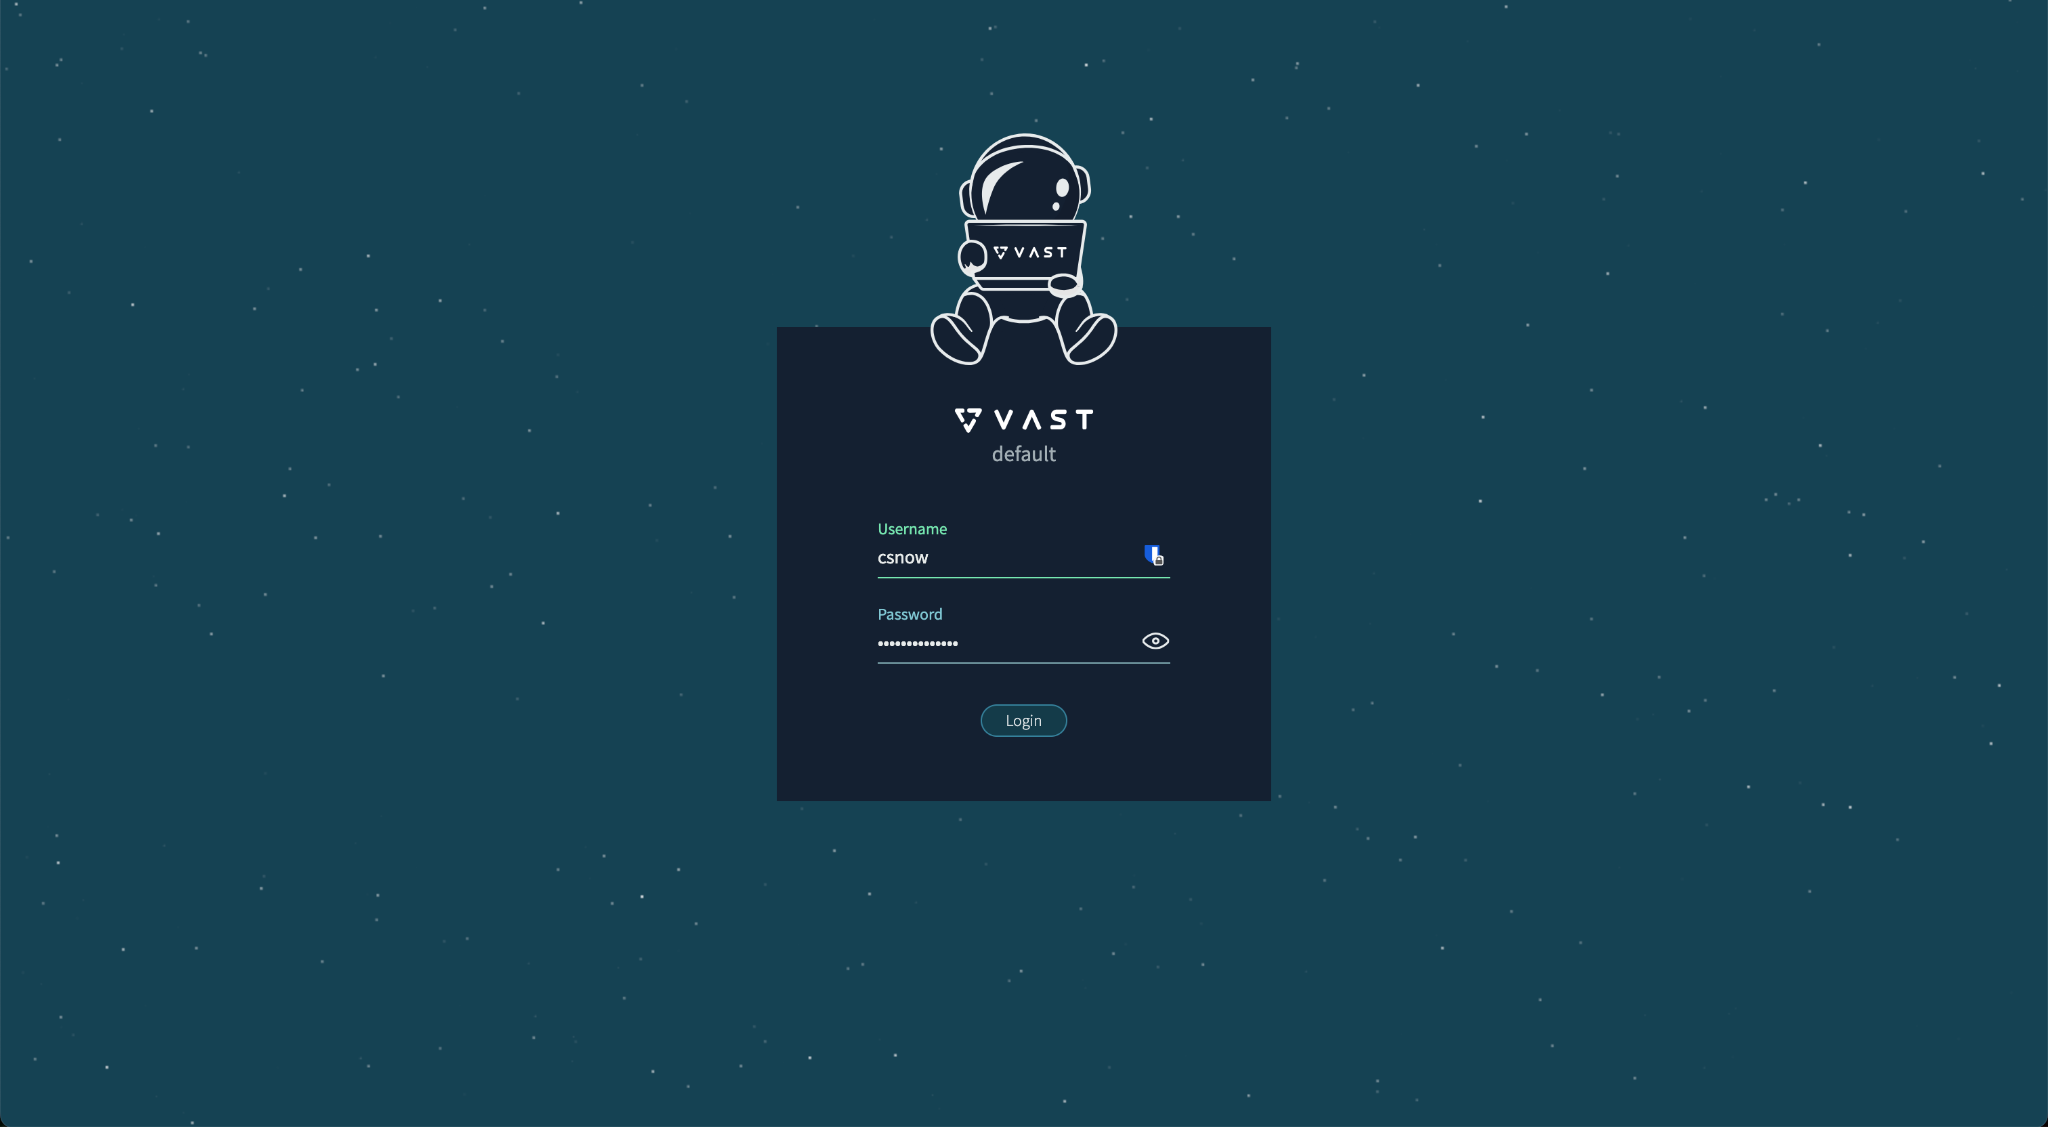 VAST
VAST
default
Username
csnow
Password
••••••••••••••
Login